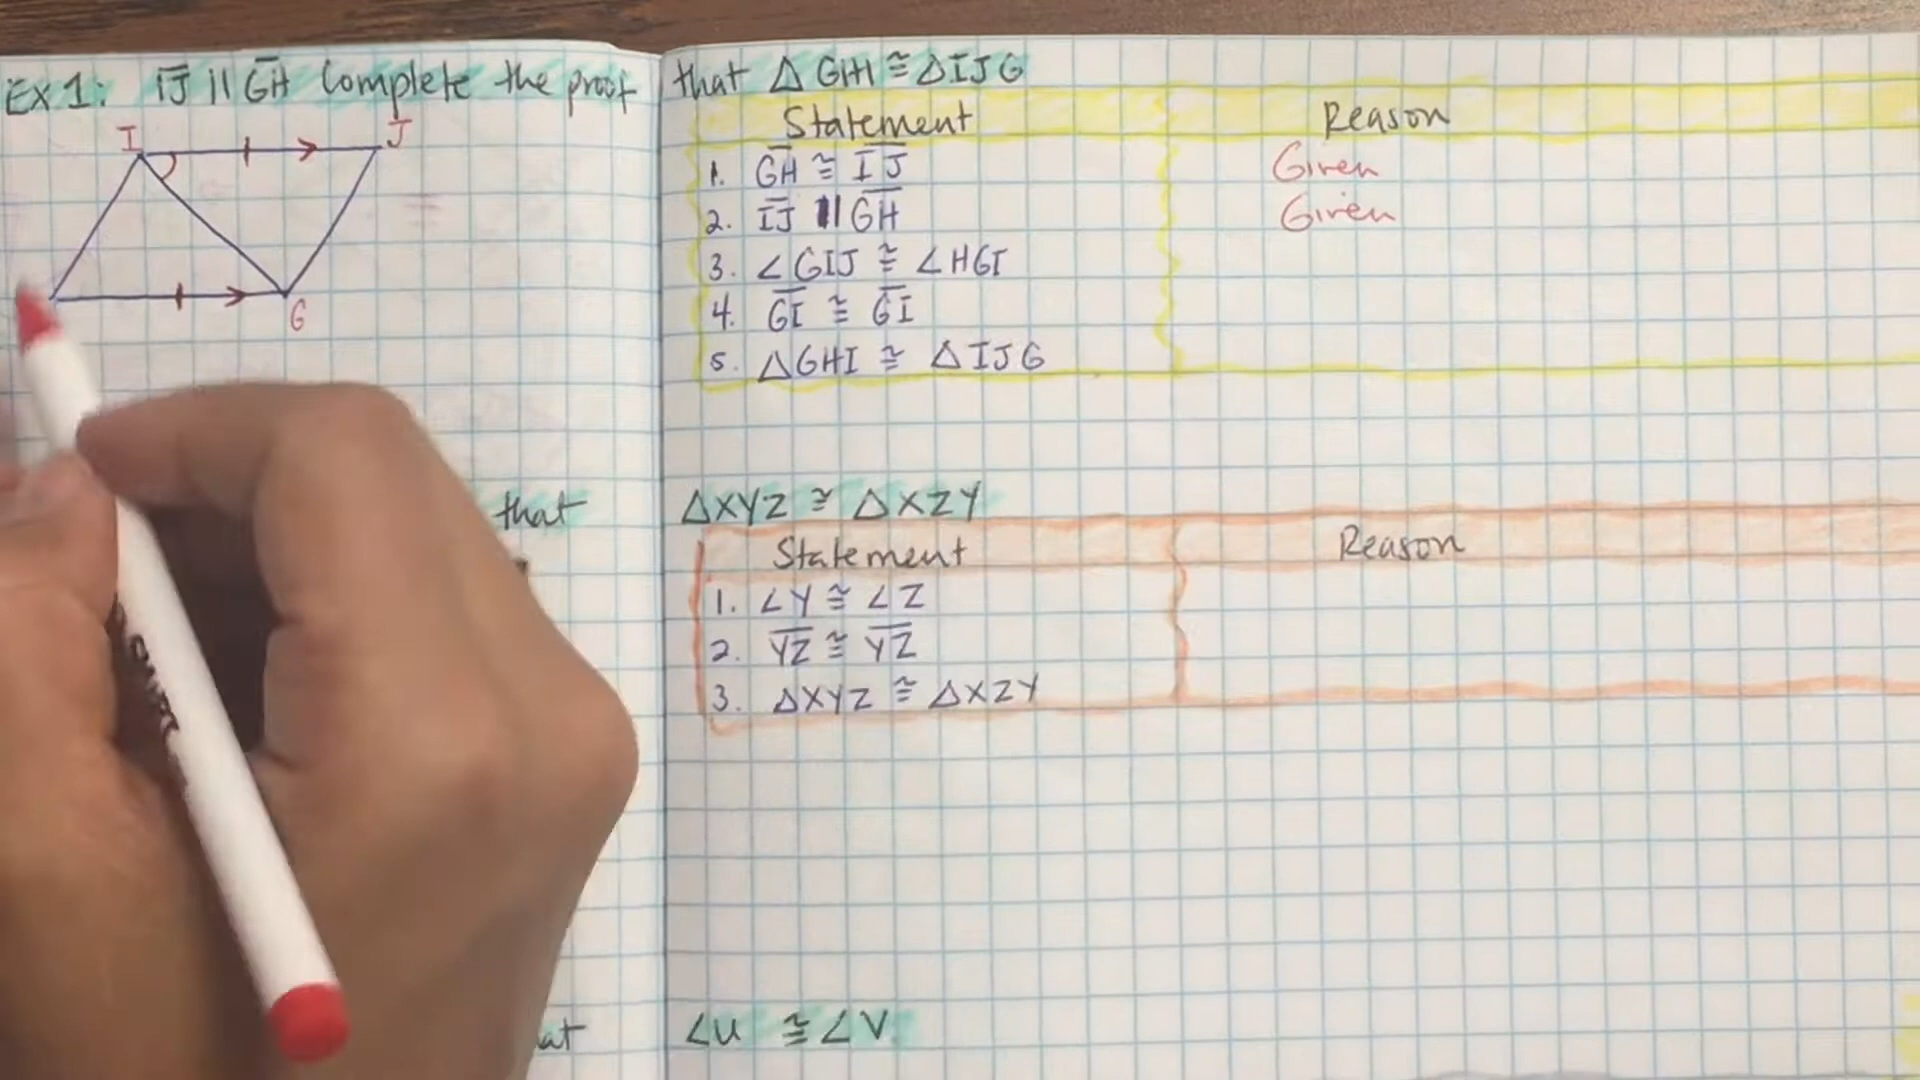 Ex 1: IJ || GH Complete the proof that △ GHI ≅ △ IJG
I
J
G
Statement
Reason
1. GH ≅ IJ
Given
2. IJ || GH
Given
3. ∠GIJ ≅ ∠HGI
4. GI ≅ GI
5. △GHI ≅ △IJG
that △XYZ ≅ △XZY
Statement
Reason
1. ∠Y ≅ ∠Z
2. YZ ≅ YZ
3. △XYZ ≅ △XZY
∠U ≅ ∠V